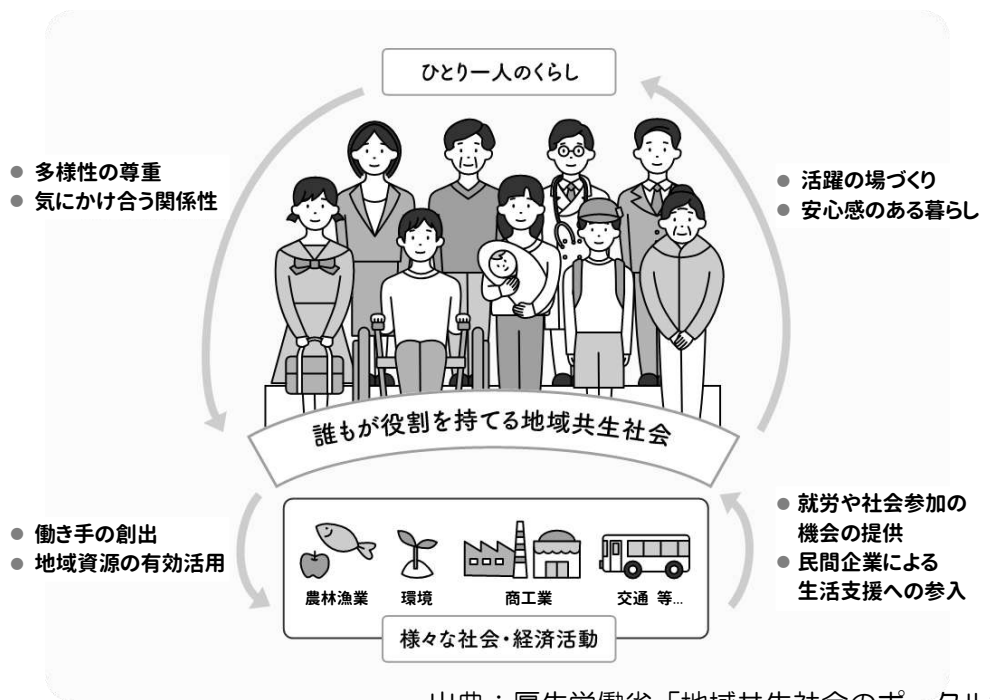 ひとり一人のくらし
● 多様性の尊重
● 気にかけ合う関係性
● 活躍の場づくり
● 安心感のある暮らし
誰もが役割を持てる地域共生社会
● 働き手の創出
● 地域資源の有効活用
● 就労や社会参加の
機会の提供
● 民間企業による
生活支援への参入
農林漁業 環境 商工業 交通 等...
様々な社会・経済活動
出典：厚生労働省「地域共生社会のポータル